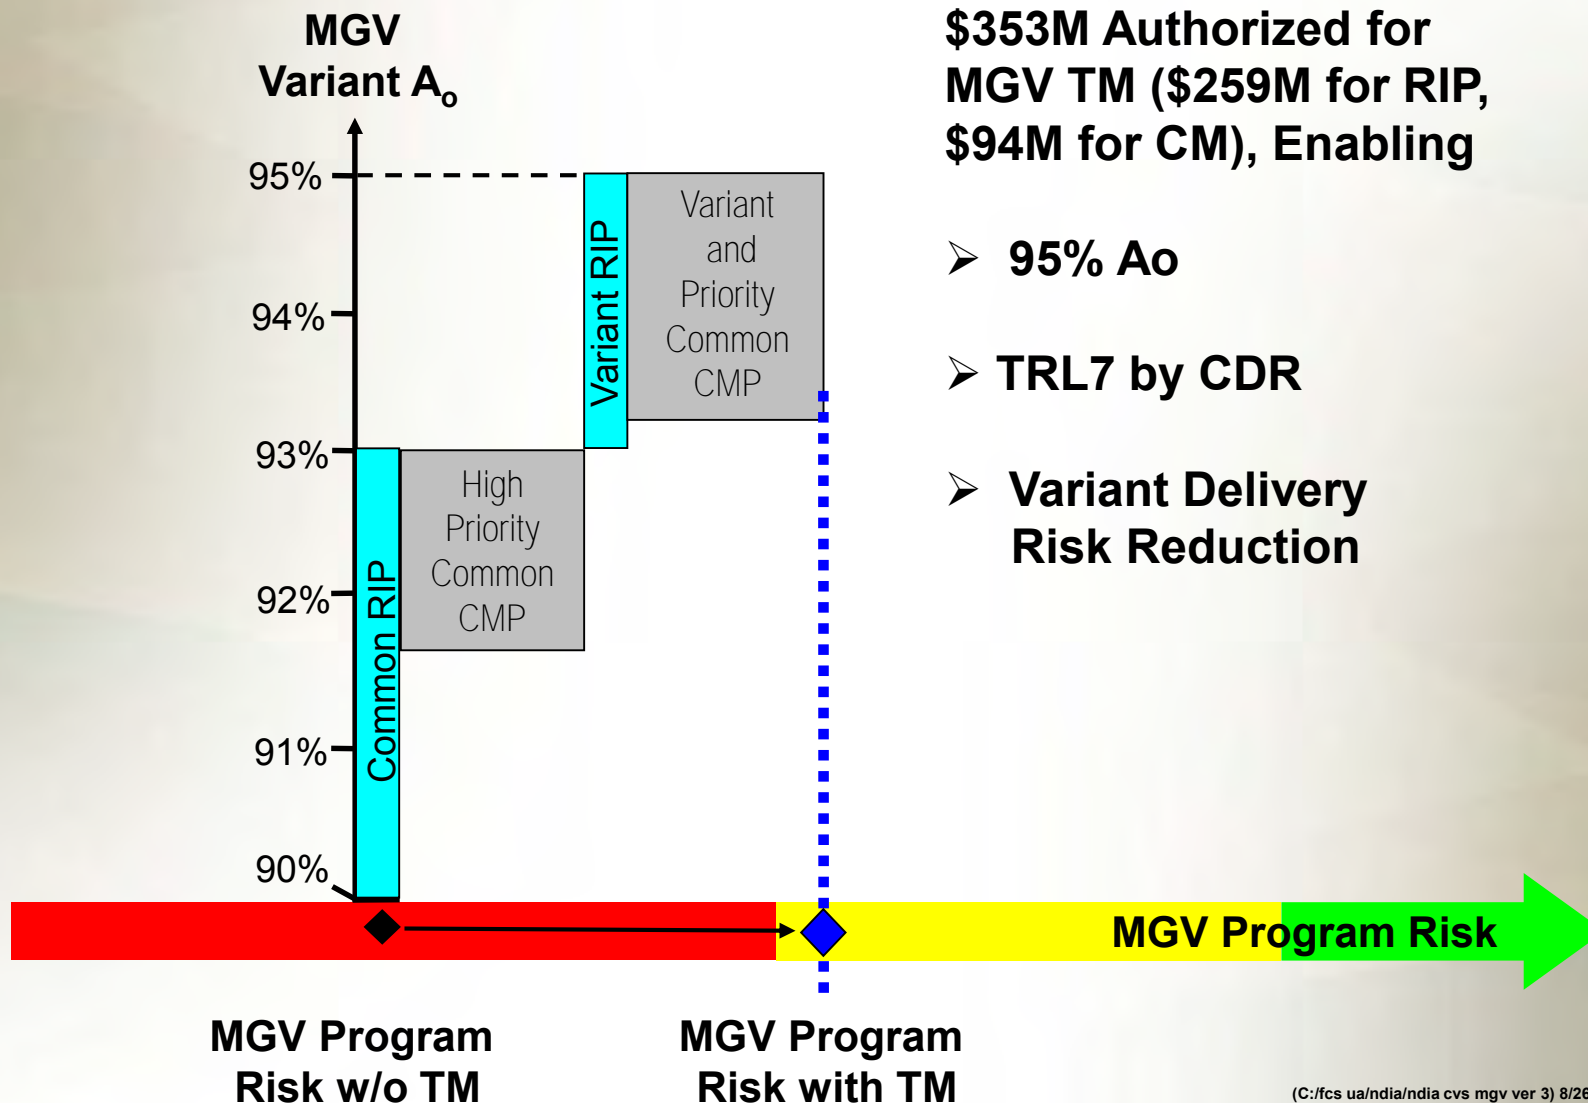 MGV
Variant Ao
$353M Authorized for
MGV TM ($259M for RIP,
$94M for CM), Enabling
➢ 95% Ao
➢ TRL7 by CDR
➢ Variant Delivery
Risk Reduction
95%
94%
93%
92%
91%
90%
Common RIP
High
Priority
Common
CMP
Variant RIP
Variant
and
Priority
Common
CMP
MGV Program Risk
MGV Program
Risk w/o TM
MGV Program
Risk with TM
(C:/fcs ua/ndia/ndia cvs mgv ver 3) 8/26